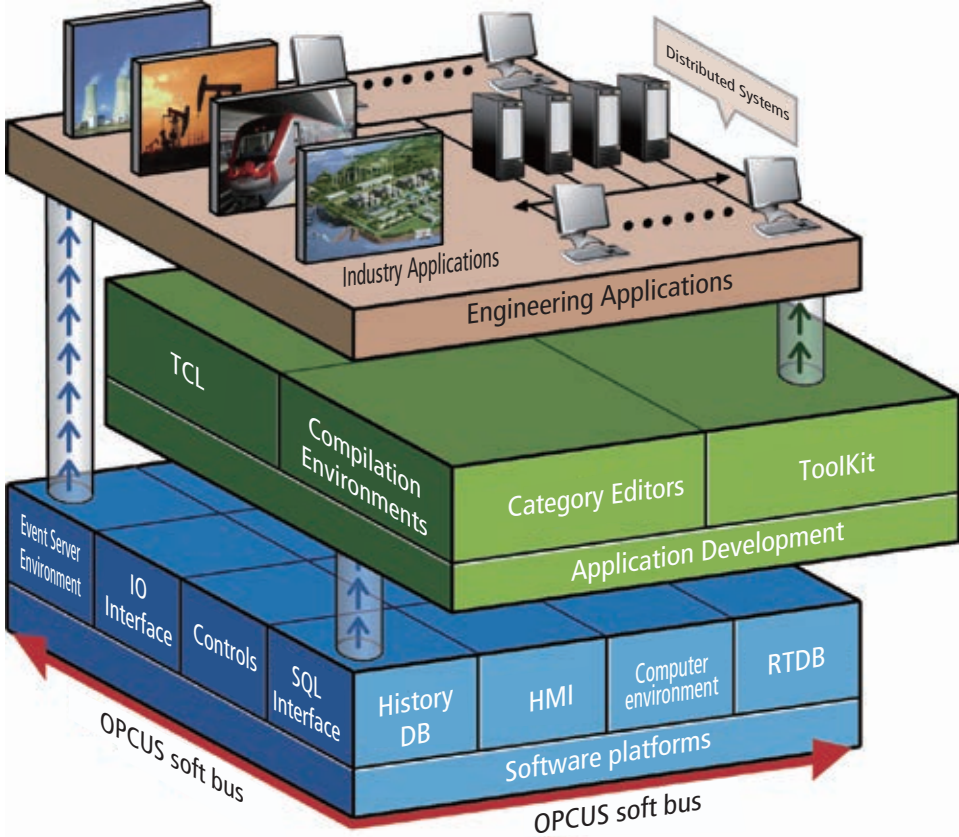 Distributed Systems
Industry Applications
Engineering Applications
TCL
Compilation
Environments
Category Editors
ToolKit
Application Development
Event Server
Environment
IO
Interface
Controls
SQL
Interface
History
DB
HMI
Computer
environment
RTDB
Software platforms
OPCUS soft bus
OPCUS soft bus